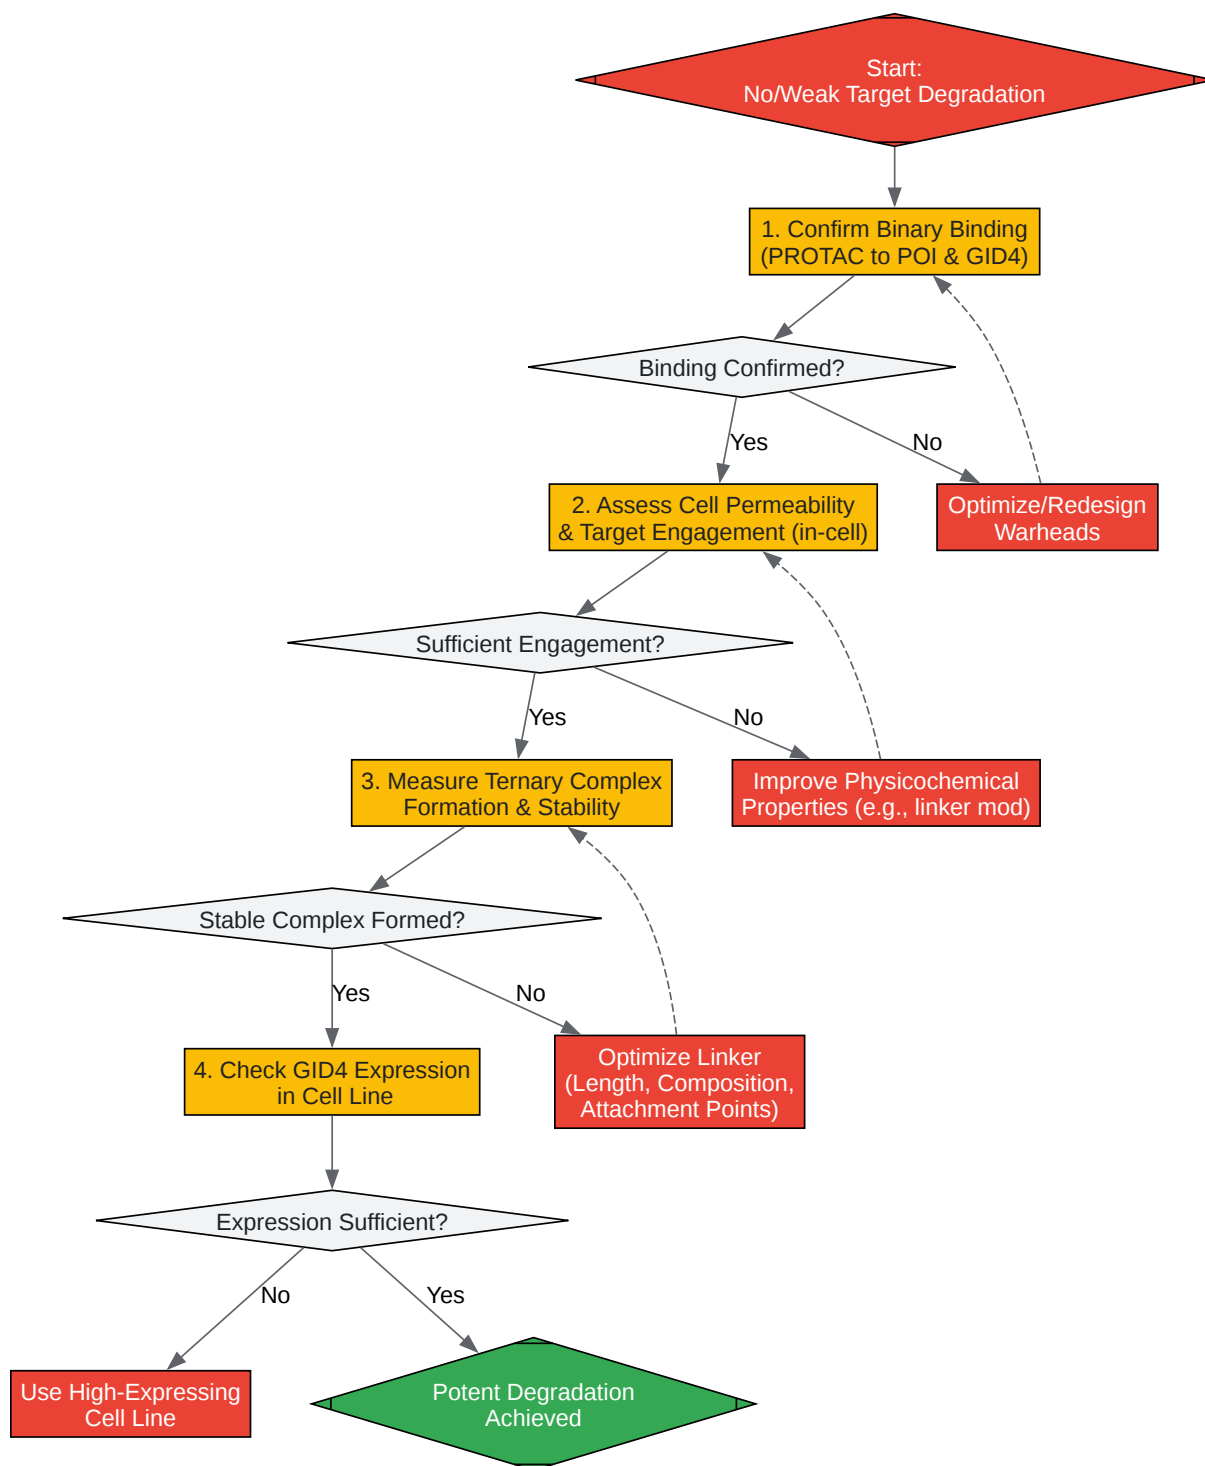 Start:
No/Weak Target Degradation
1. Confirm Binary Binding
(PROTAC to POI & GID4)
Binding Confirmed?
Yes
No
2. Assess Cell Permeability
& Target Engagement (in-cell)
Optimize/Redesign
Warheads
Sufficient Engagement?
Yes
No
3. Measure Ternary Complex
Formation & Stability
Improve Physicochemical
Properties (e.g., linker mod)
Stable Complex Formed?
Yes
No
4. Check GID4 Expression
in Cell Line
Optimize Linker
(Length, Composition,
Attachment Points)
Expression Sufficient?
No
Yes
Use High-Expressing
Cell Line
Potent Degradation
Achieved